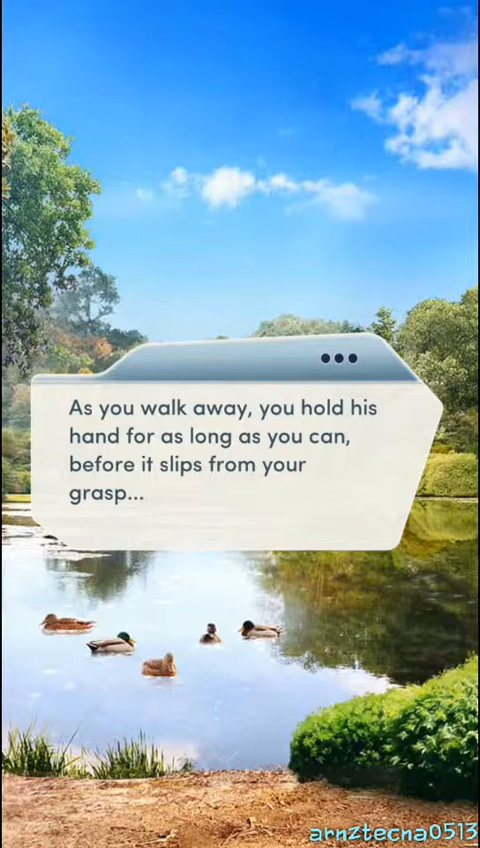 As you walk away, you hold his
hand for as long as you can,
before it slips from your
grasp...
arnztecna0513